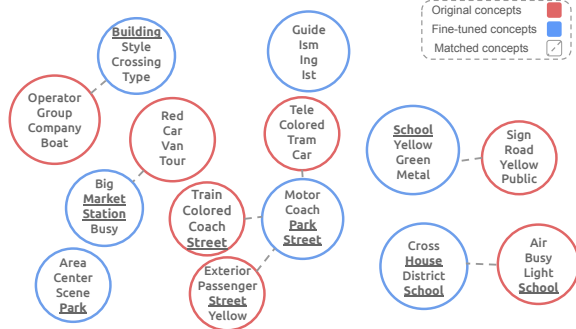 Original concepts
Fine-tuned concepts
Matched concepts
Building
Style
Crossing
Type
Guide
Ism
Ing
Ist
Operator
Group
Company
Boat
Red
Car
Van
Tour
Tele
Colored
Tram
Car
School
Yellow
Green
Metal
Sign
Road
Yellow
Public
Big
Market
Station
Busy
Train
Colored
Coach
Street
Motor
Coach
Park
Street
Area
Center
Scene
Park
Exterior
Passenger
Street
Yellow
Cross
House
District
School
Air
Busy
Light
School